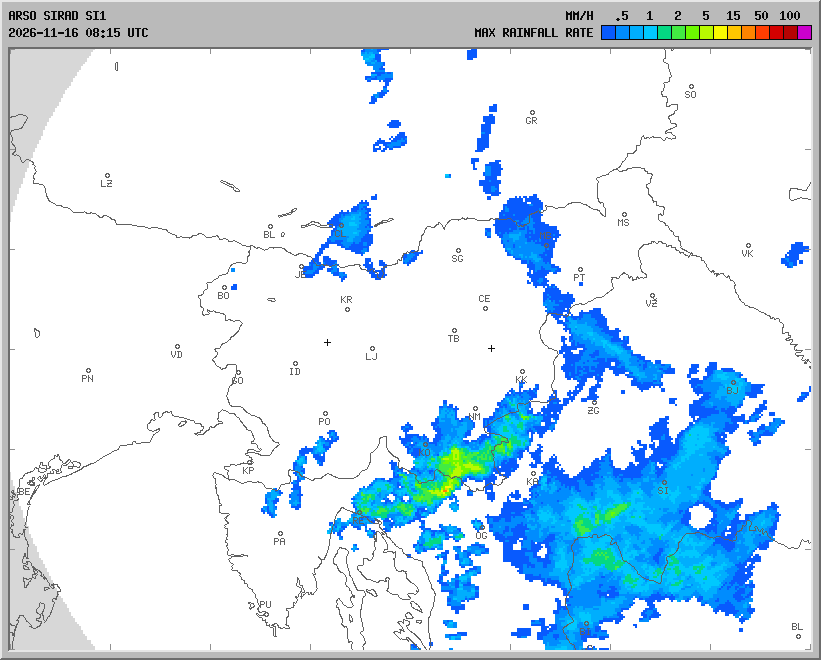 ARSO SIRAD SI1
2026-11-16 08:15 UTC
MM/H .5 1 2 5 15 50 100
MAX RAINFALL RATE
SO
GR
LZ
MS
BL
MB
VK
SG
JE
PT
BO
KR
CE
VZ
TB
VD
LJ
GO
ID
PN
KK
BJ
NM
ZG
PO
KP
KA
SI
BE
OG
PA
PU
BL